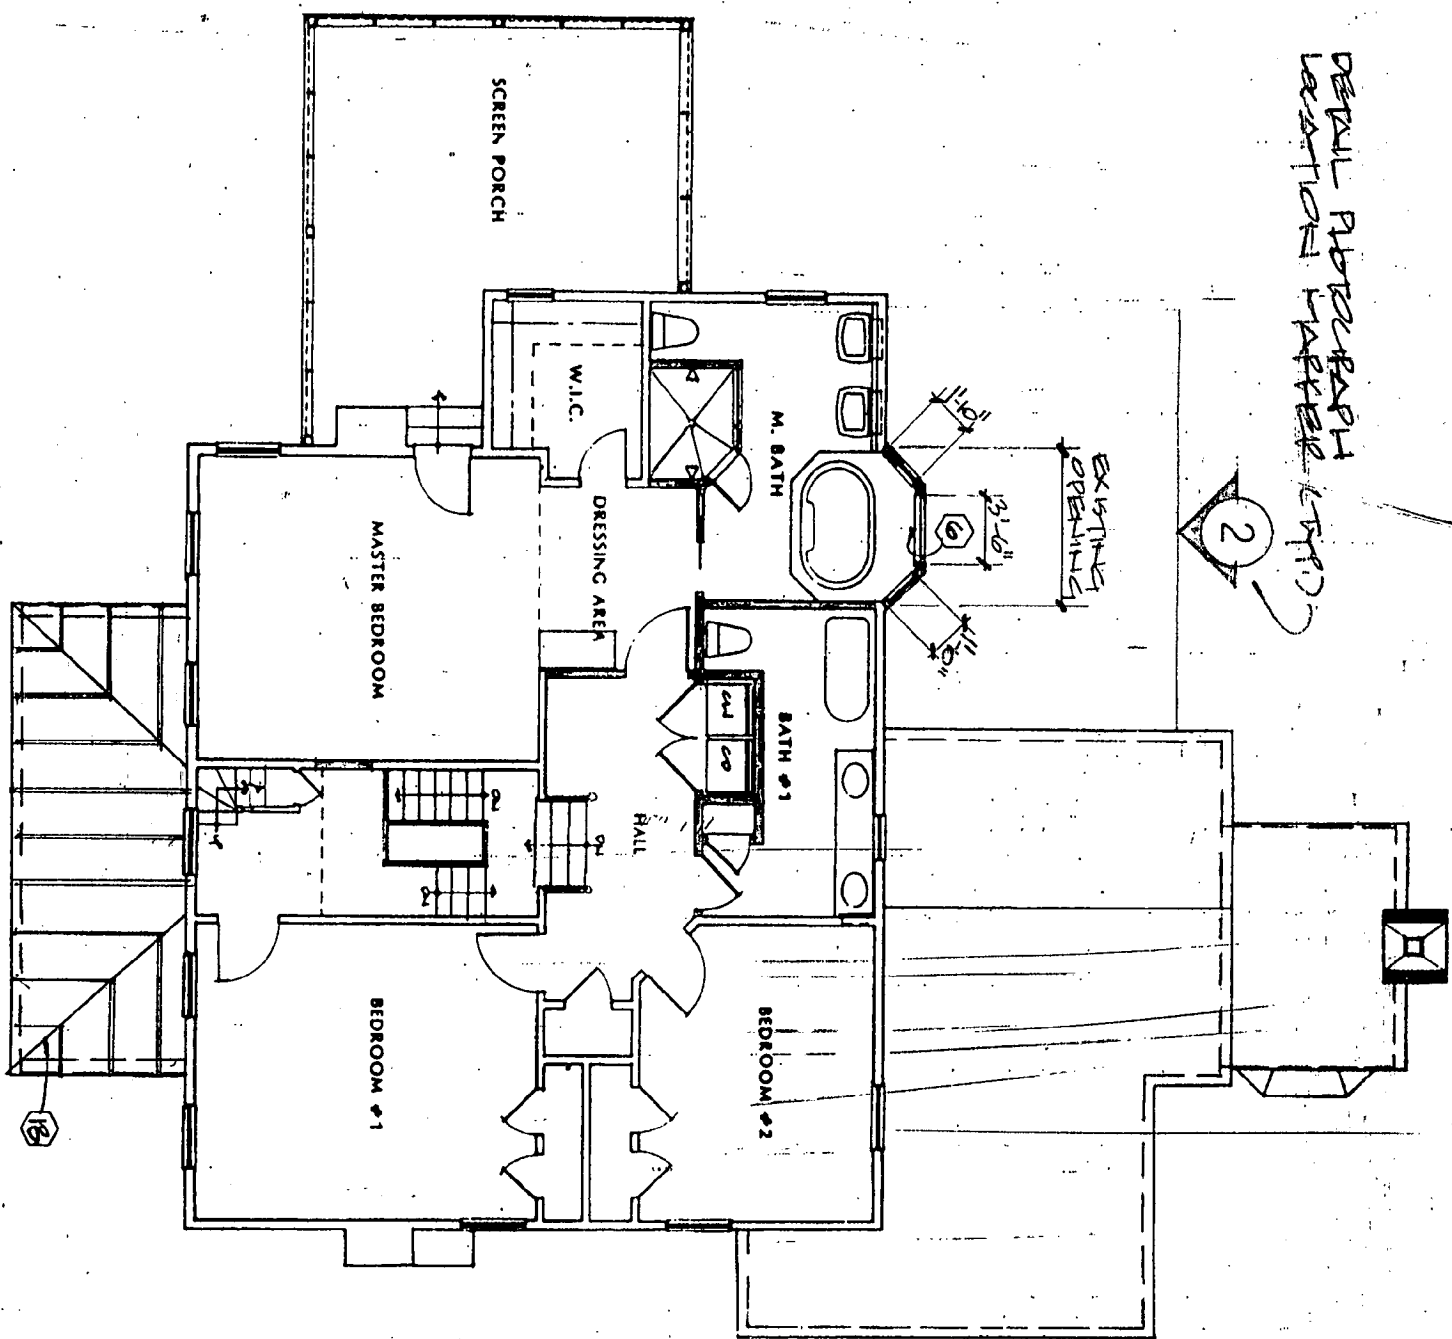 DETAIL PHOTOGRAPH
LOCATION MARKER (TYP.)
2
EXISTING
OPENING
1'-10"
3'-6"
6
1'-0"
SCREEN PORCH
W.I.C.
M. BATH
DRESSING AREA
MASTER BEDROOM
BATH #1
HALL
BEDROOM #1
BEDROOM #2
18